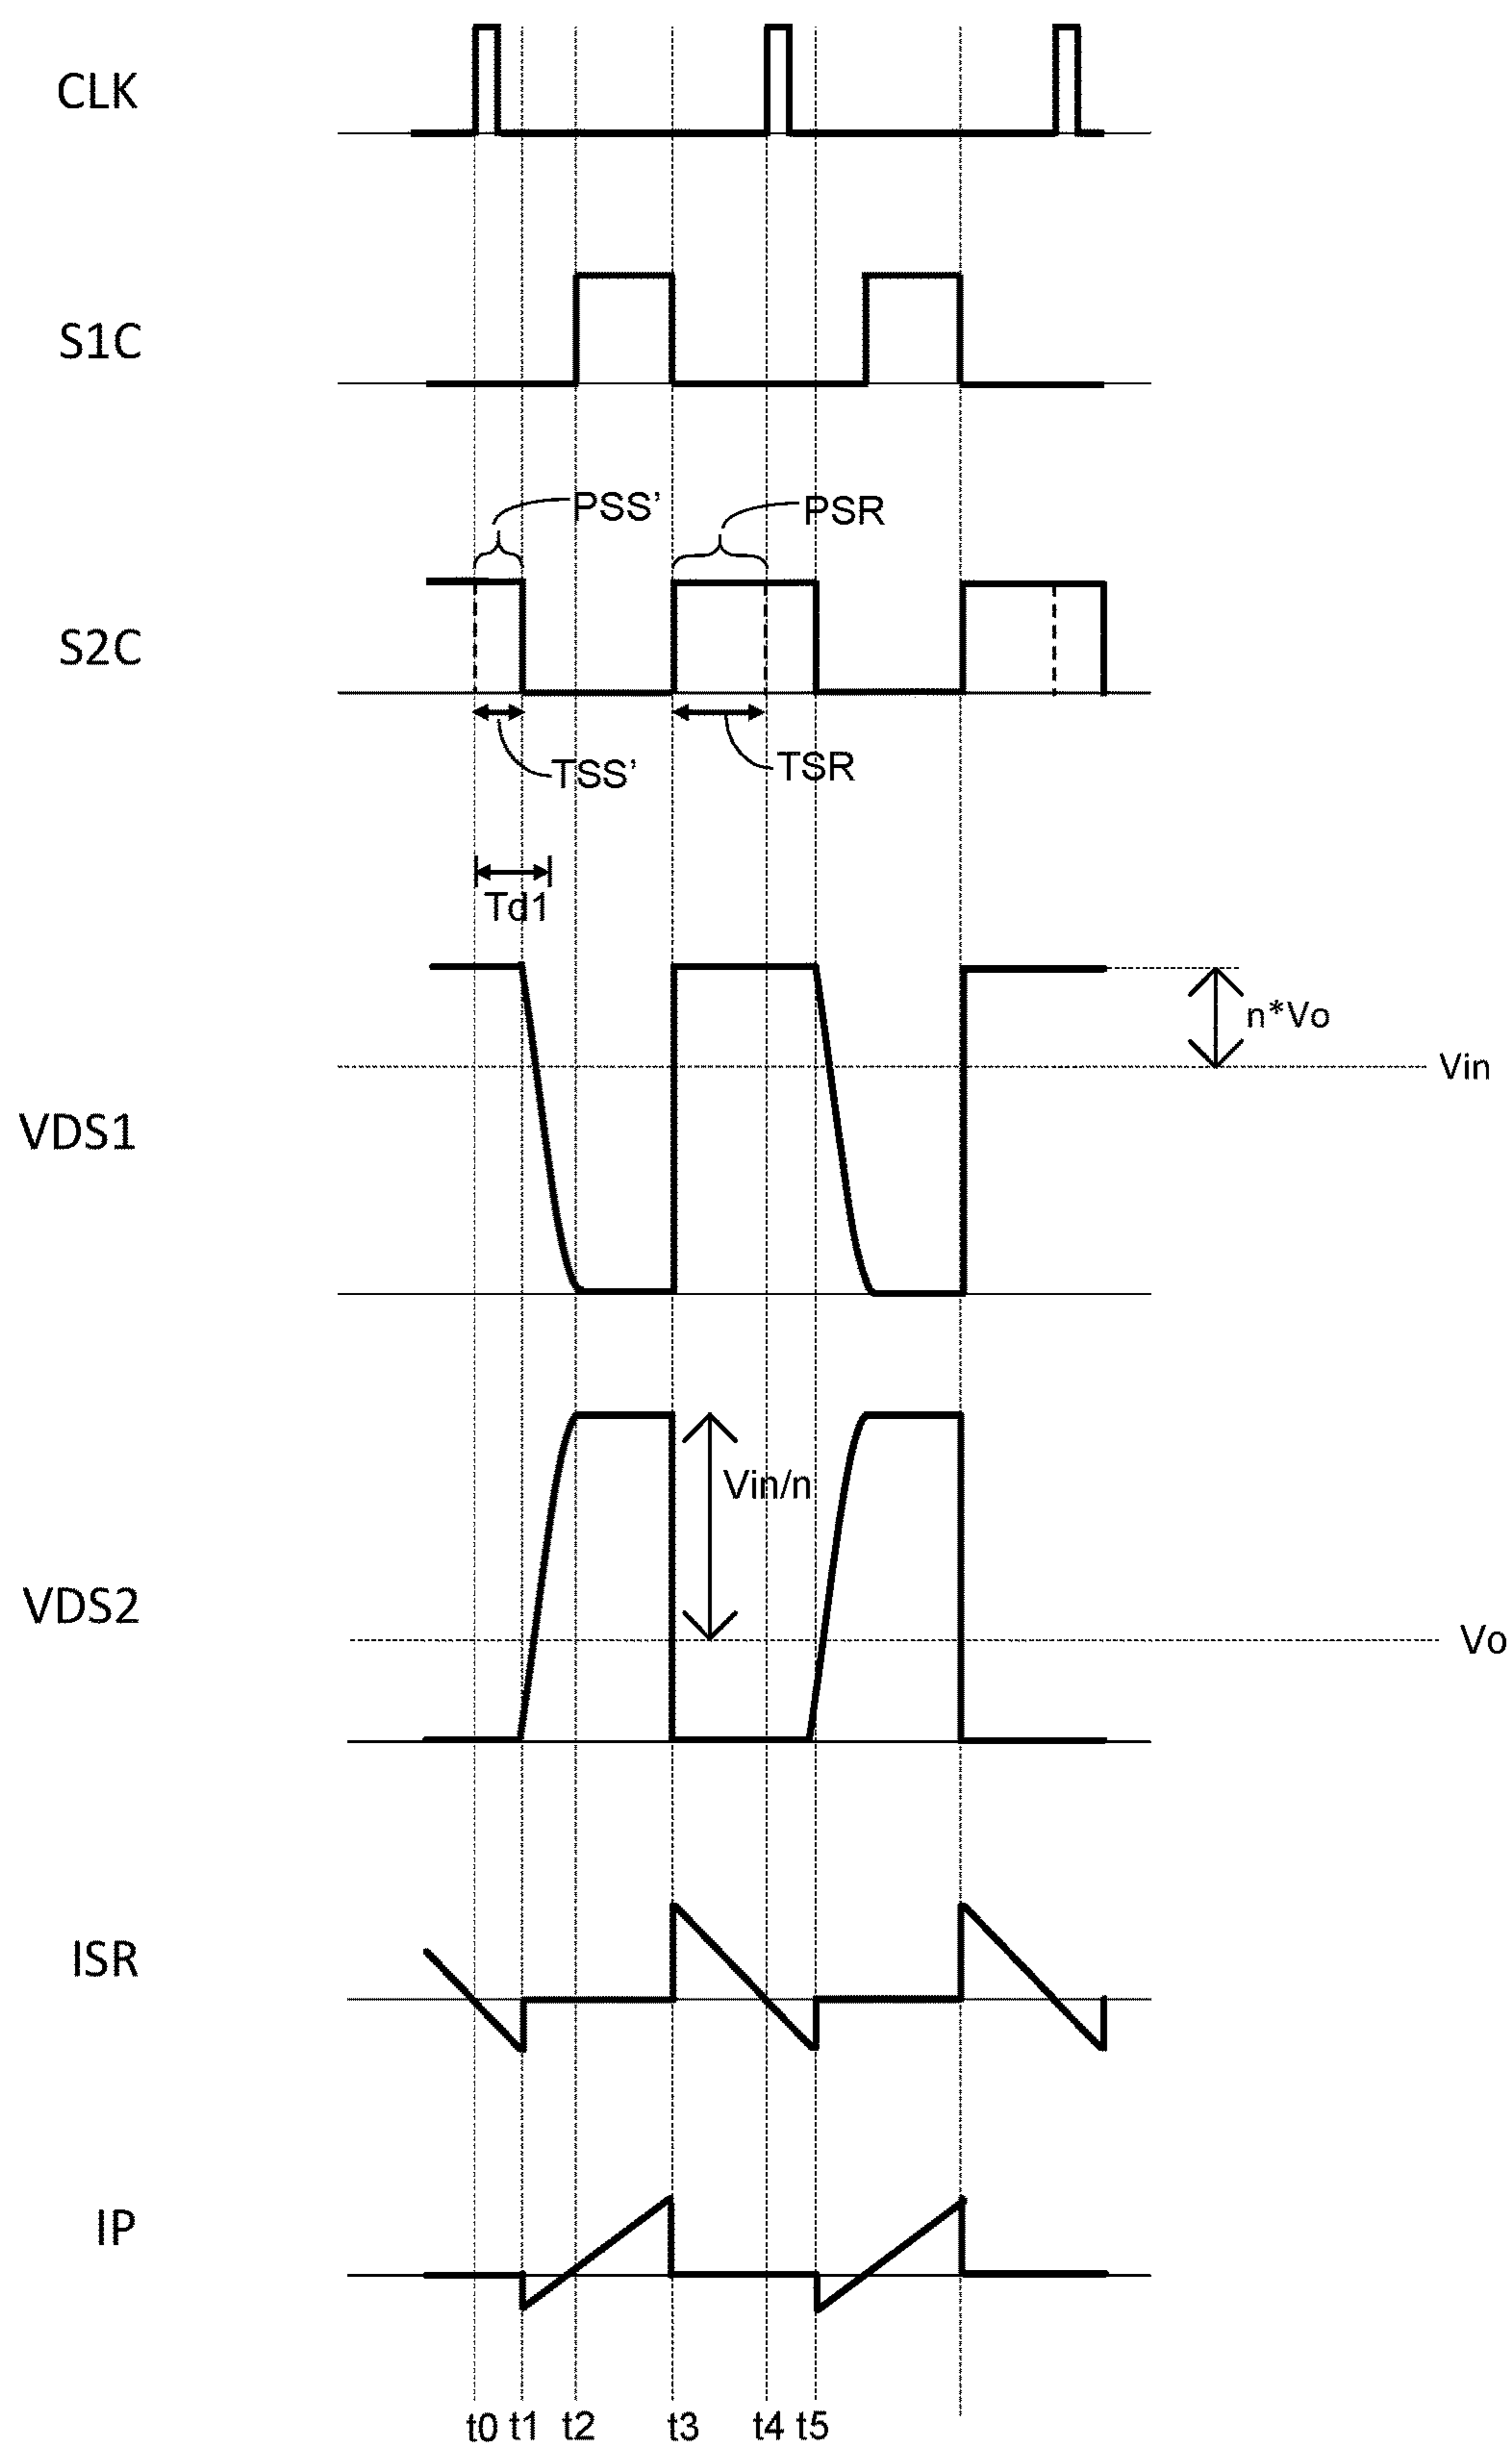 CLK
S1C
PSS’
PSR
S2C
TSS’
TSR
Td1
n*Vo
Vin
VDS1
Vin/n
VDS2
Vo
ISR
IP
t0 t1 t2 t3 t4 t5